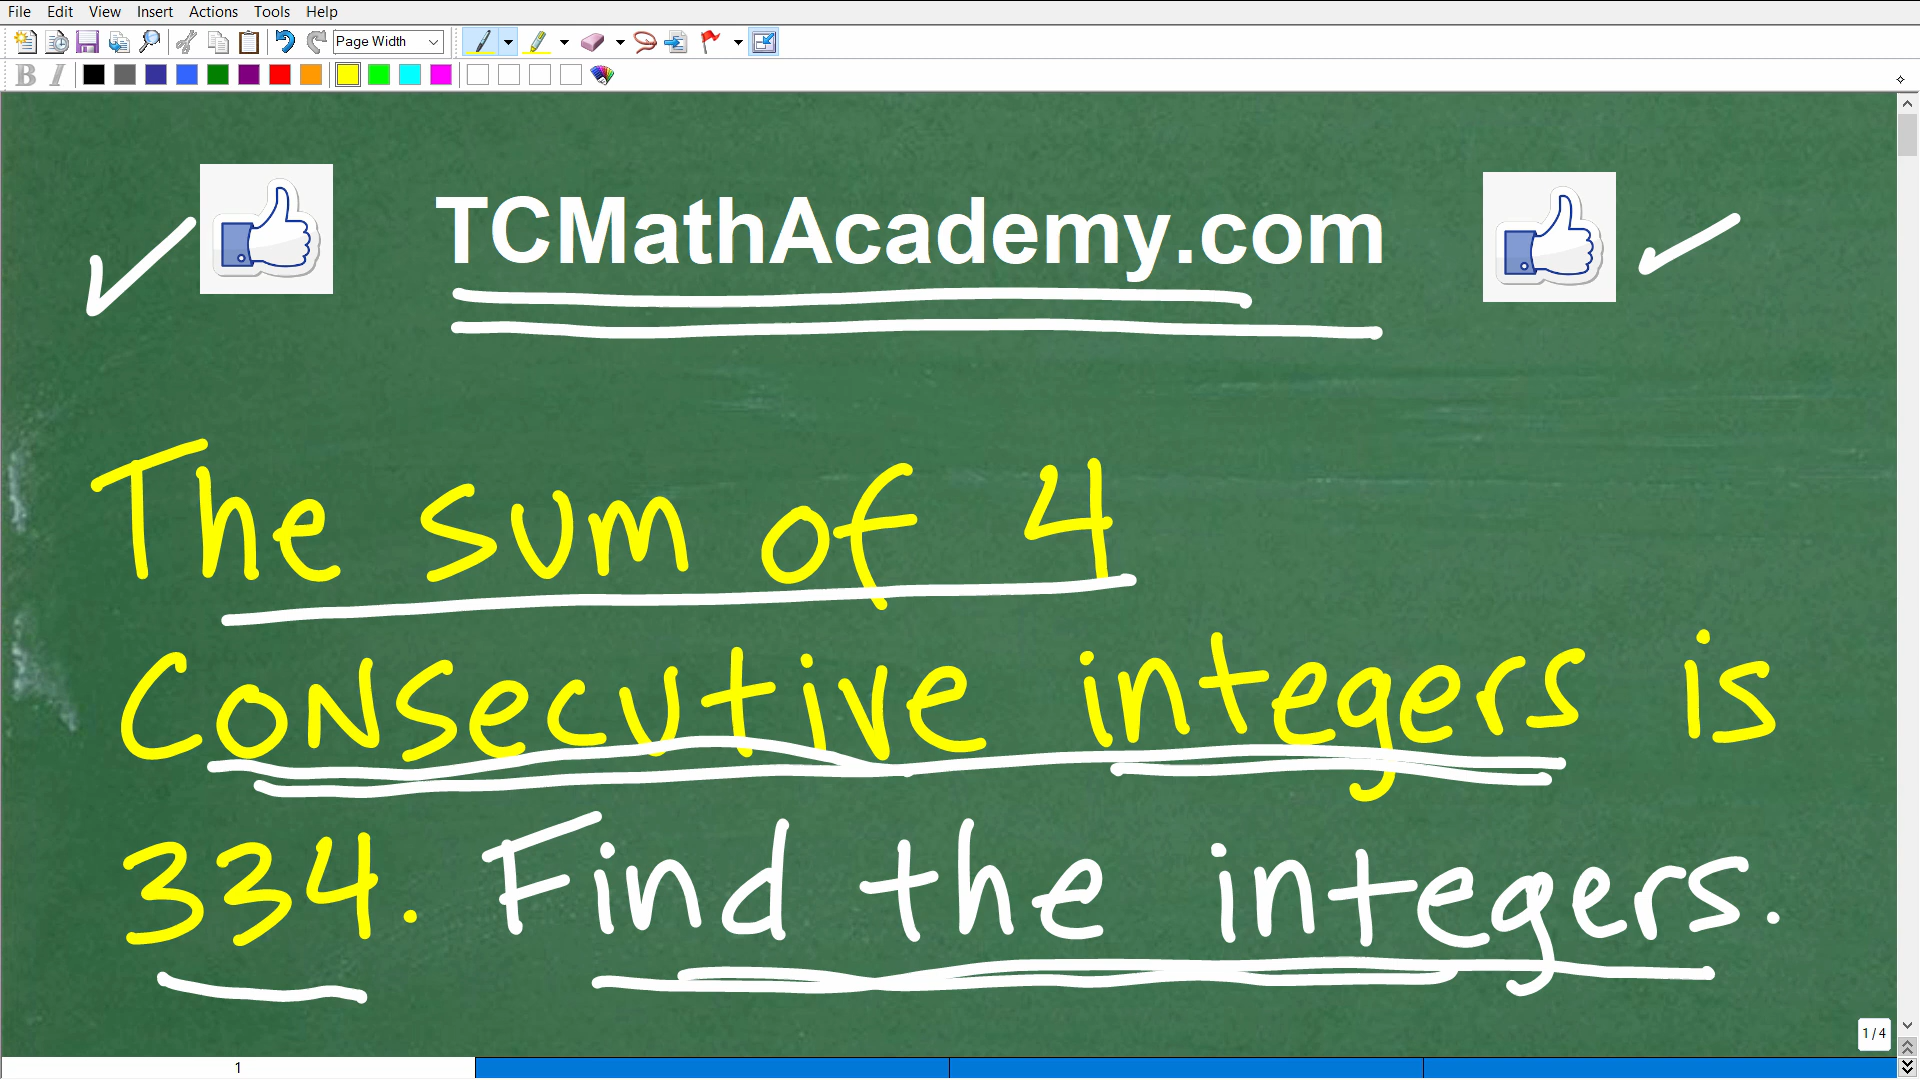 File Edit View Insert Actions Tools Help
Page Width
B I
TCMathAcademy.com
The sum of 4
Consecutive integers is
334. Find the integers.
1 / 4
1